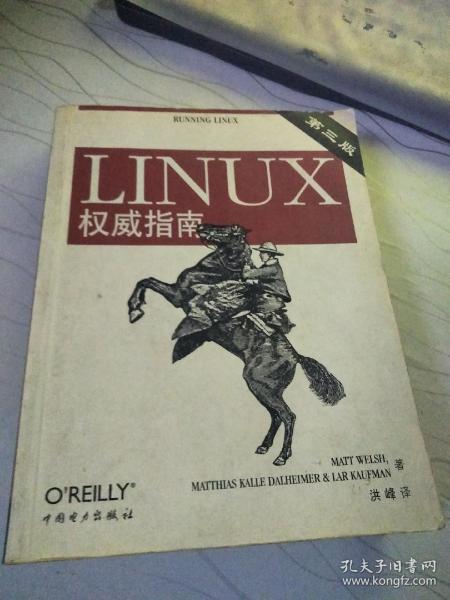 RUNNING LINUX
第三版
LINUX
权威指南
MATT WELSH,
MATTHIAS KALLE DALHEIMER & LAR KAUFMAN 著
洪峰 译
O'REILLY®
中国电力出版社
孔夫子旧书网
www.kongfz.com